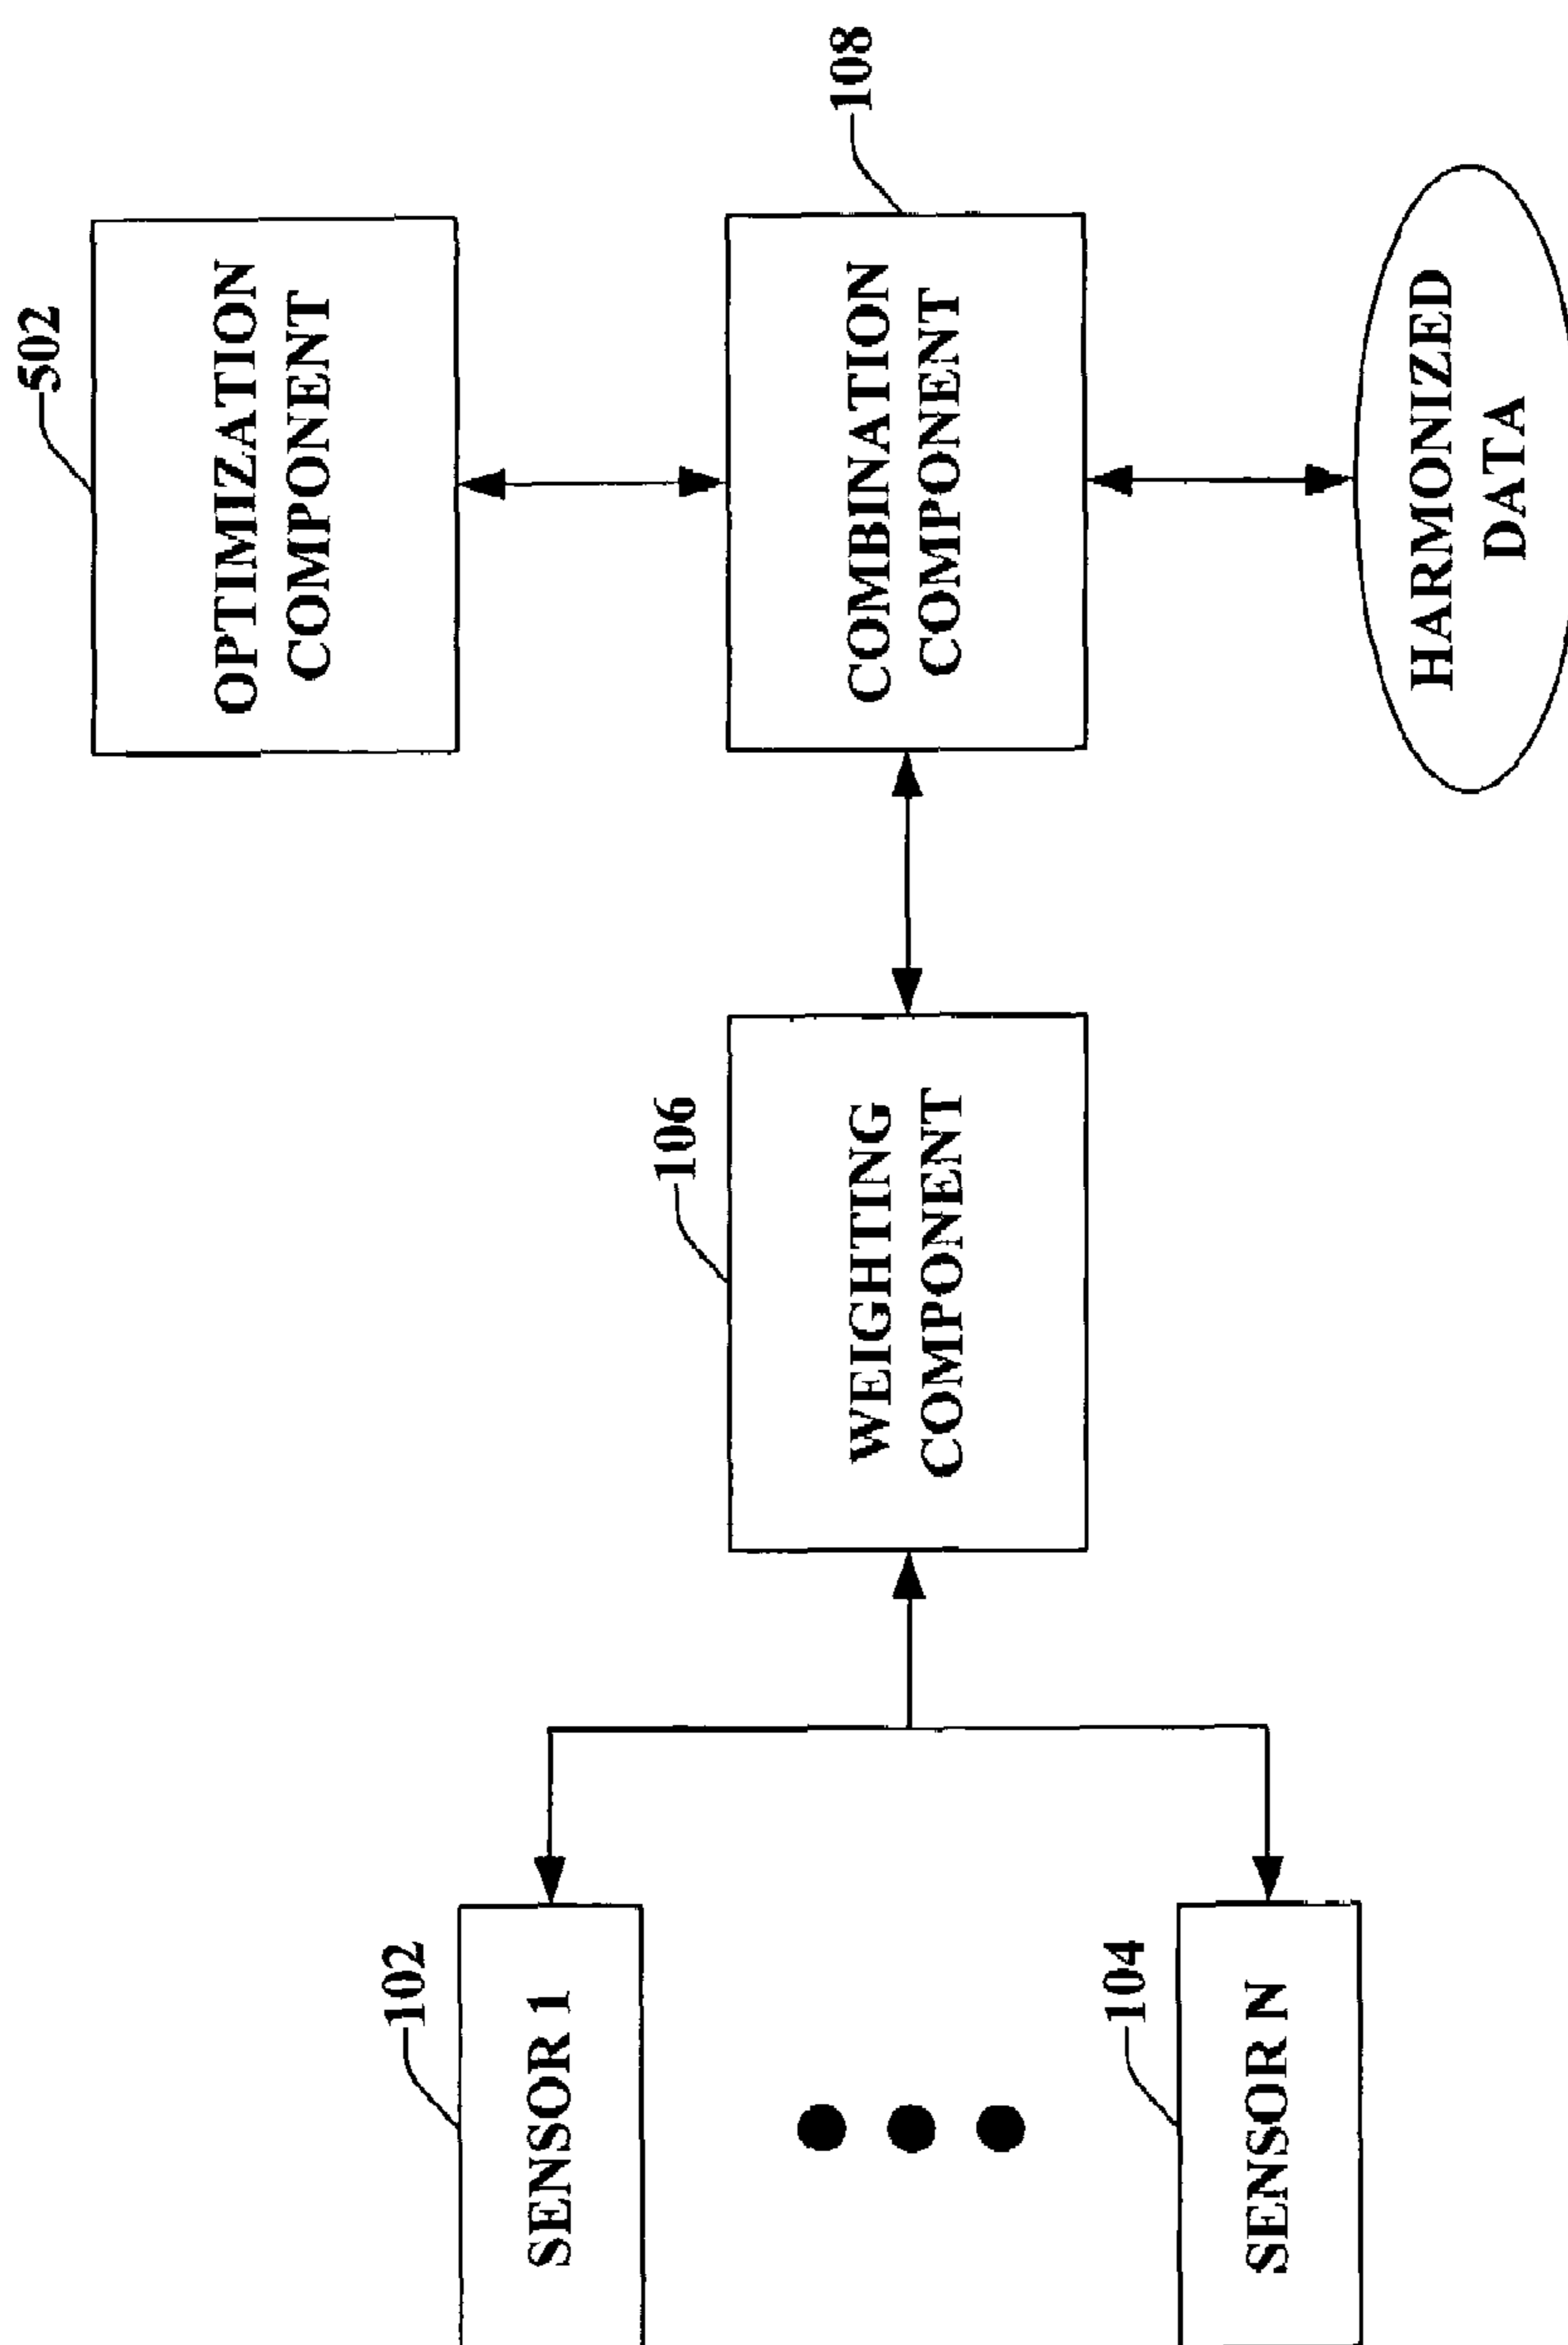 502
OPTIMIZATION
COMPONENT
108
COMBINATION
COMPONENT
106
WEIGHTING
COMPONENT
102
SENSOR 1
104
SENSOR N
HARMONIZED
DATA